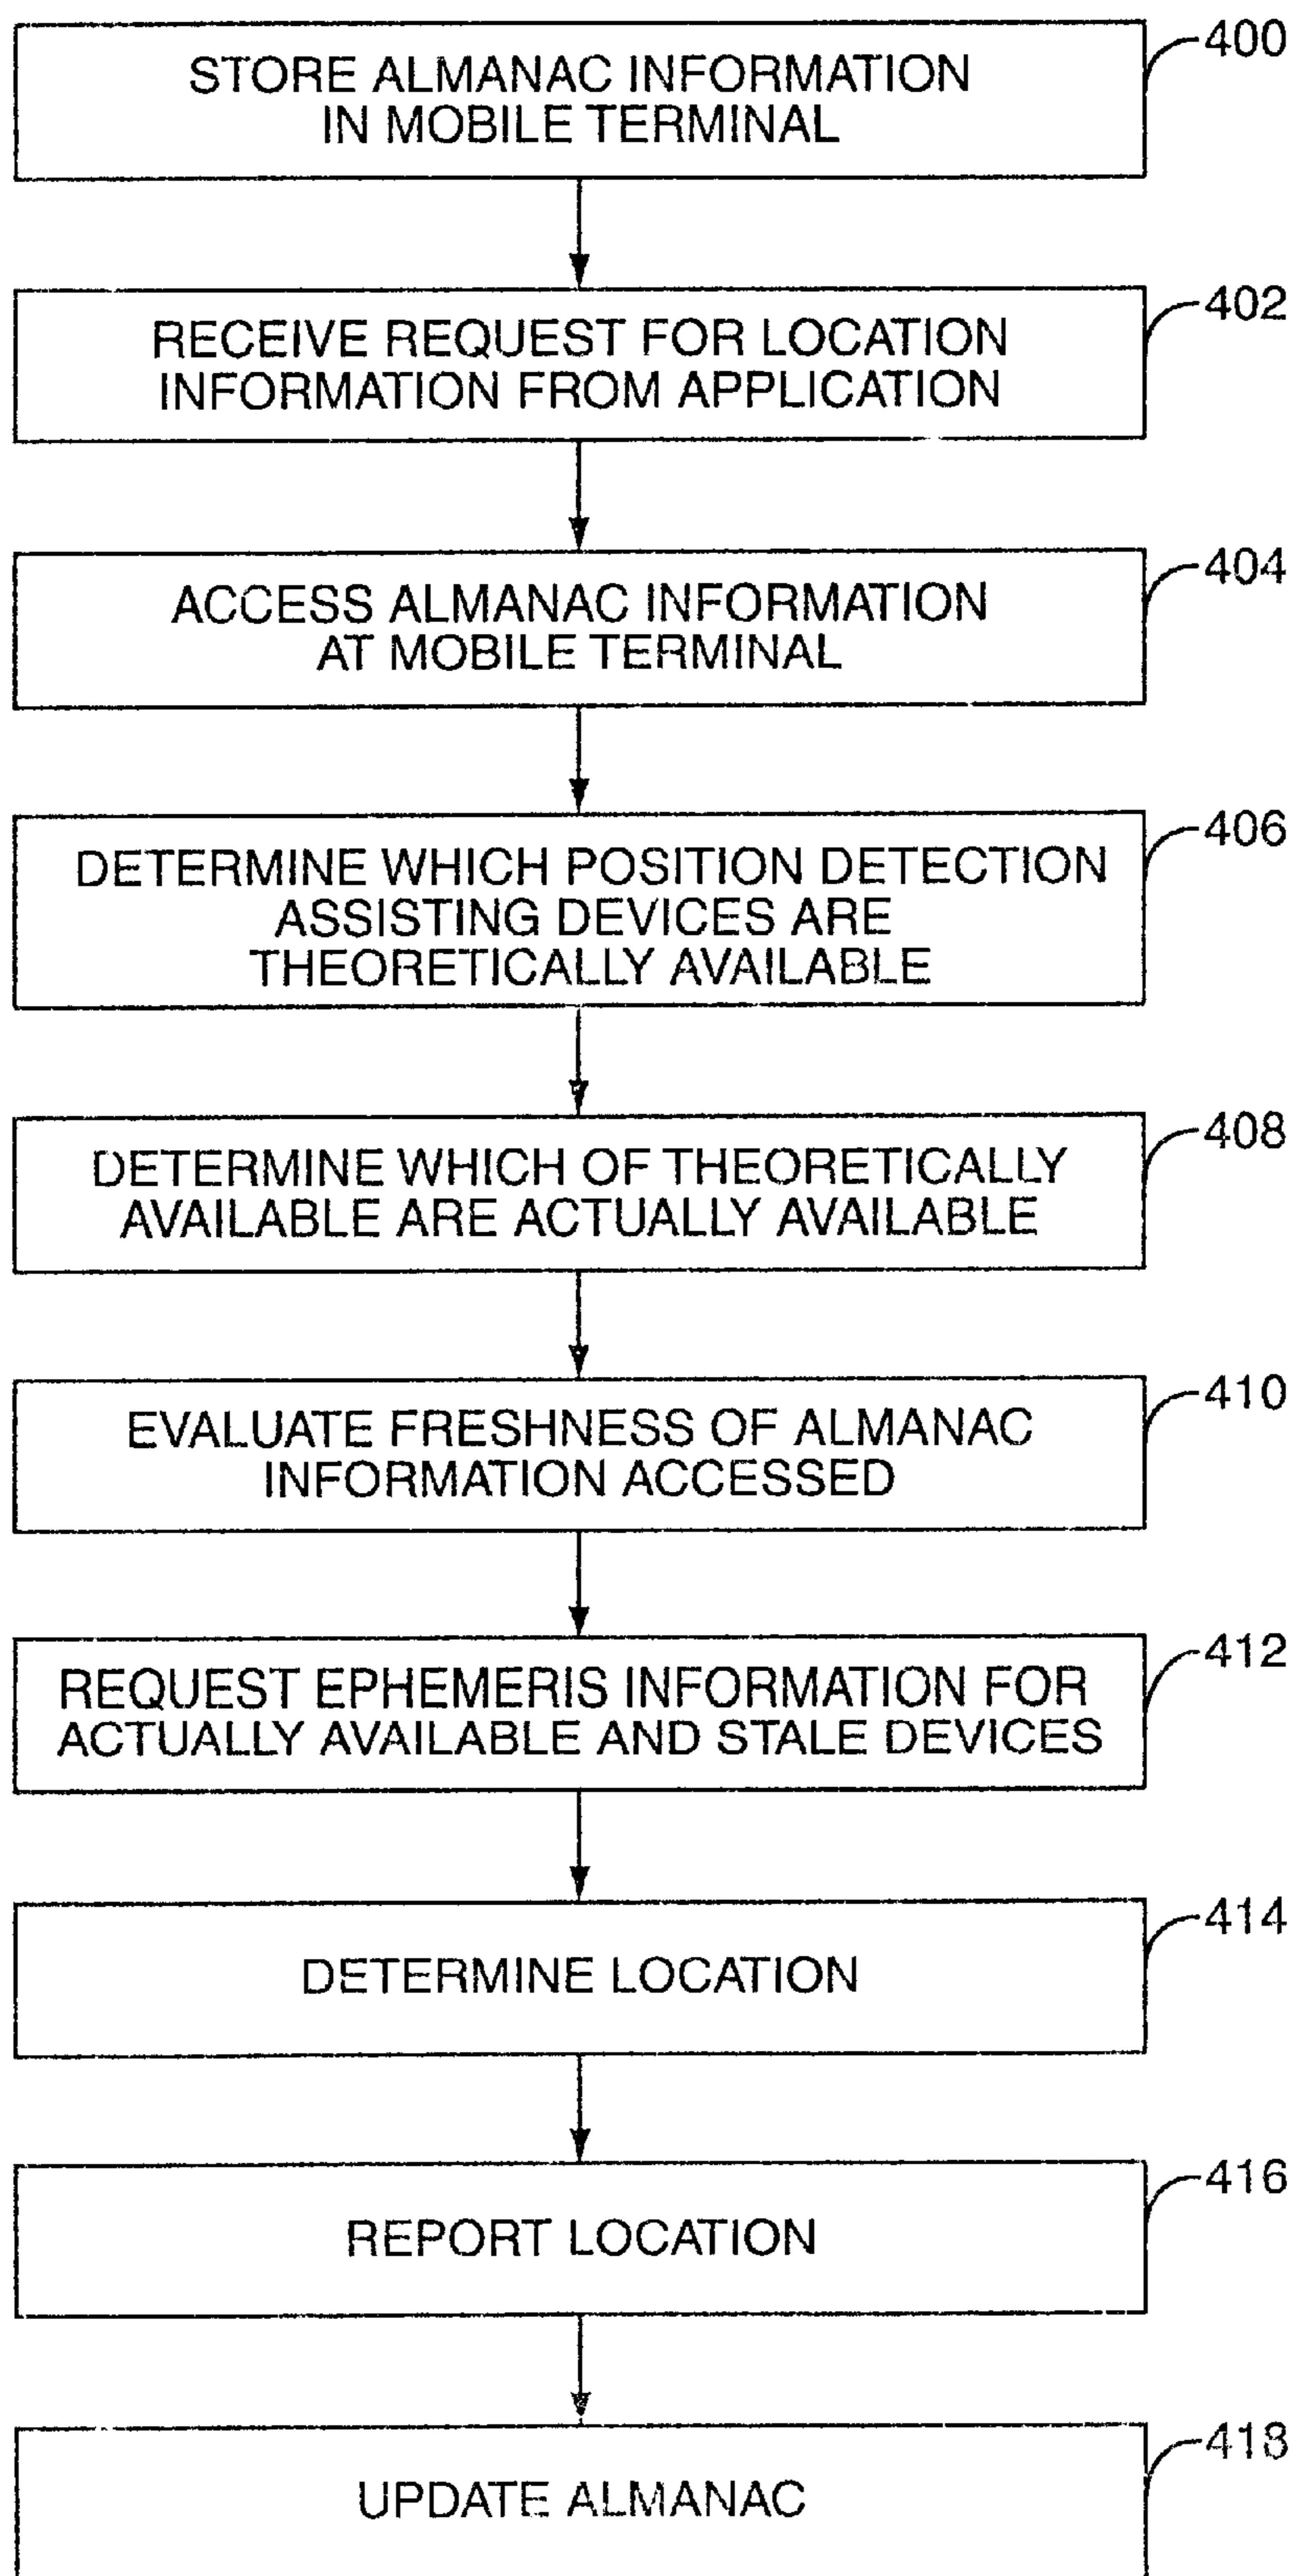 400
STORE ALMANAC INFORMATION
IN MOBILE TERMINAL
402
RECEIVE REQUEST FOR LOCATION
INFORMATION FROM APPLICATION
404
ACCESS ALMANAC INFORMATION
AT MOBILE TERMINAL
406
DETERMINE WHICH POSITION DETECTION
ASSISTING DEVICES ARE
THEORETICALLY AVAILABLE
408
DETERMINE WHICH OF THEORETICALLY
AVAILABLE ARE ACTUALLY AVAILABLE
410
EVALUATE FRESHNESS OF ALMANAC
INFORMATION ACCESSED
412
REQUEST EPHEMERIS INFORMATION FOR
ACTUALLY AVAILABLE AND STALE DEVICES
414
DETERMINE LOCATION
416
REPORT LOCATION
418
UPDATE ALMANAC